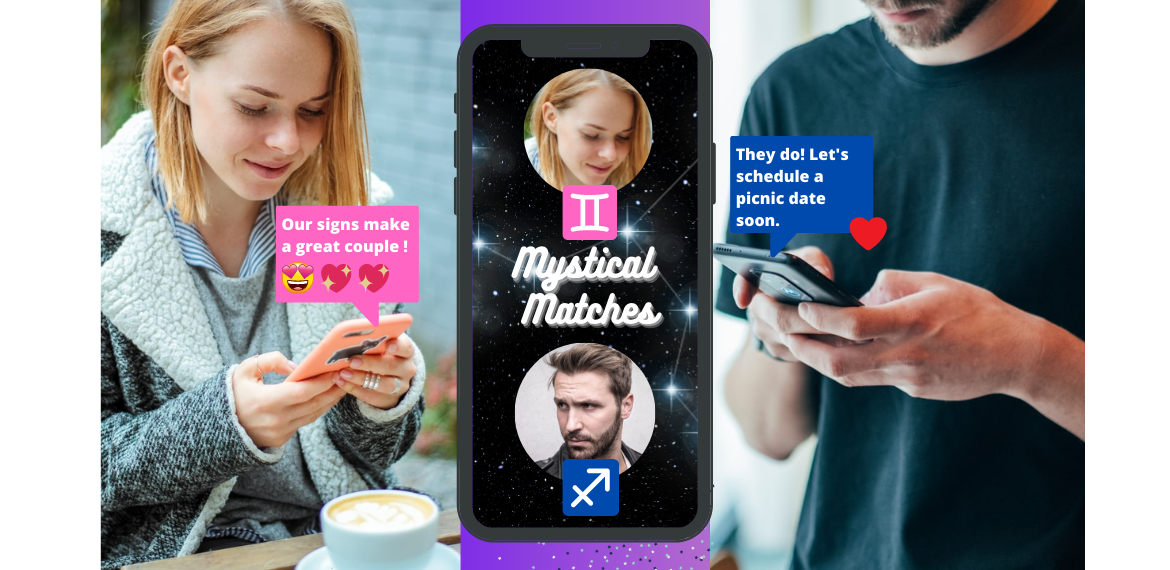 Our signs make
a great couple !
♊
Mystical
Matches
♐
They do! Let's
schedule a
picnic date
soon.